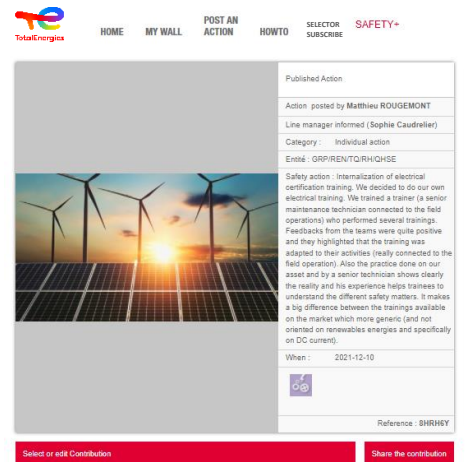 TotalEnergies
HOME
MY WALL
POST AN
ACTION
HOWTO
SELECTOR
SUBSCRIBE
SAFETY+
Published Action
Action posted by Matthieu ROUGEMONT
Line manager informed (Sophie Caudrelier)
Category : Individual action
Entité : GRP/REN/TQ/RH/QHSE
Safety action : Internalization of electrical
certification training. We decided to do our own
electrical training. We trained a trainer (a senior
maintenance technician connected to the field
operations) who performed several trainings.
Feedbacks from the teams were quite positive
and they highlighted that the training was
adapted to their activities (really connected to the
field operation). Also the practice done on our
asset and by a senior technician shows clearly
the reality and his experience helps trainees to
understand the different safety matters. It makes
a big difference between the trainings available
on the market which more generic (and not
oriented on renewables energies and specifically
on DC current).
When : 2021-12-10
Reference : 8HRH6Y
Select or edit Contribution
Share the contribution